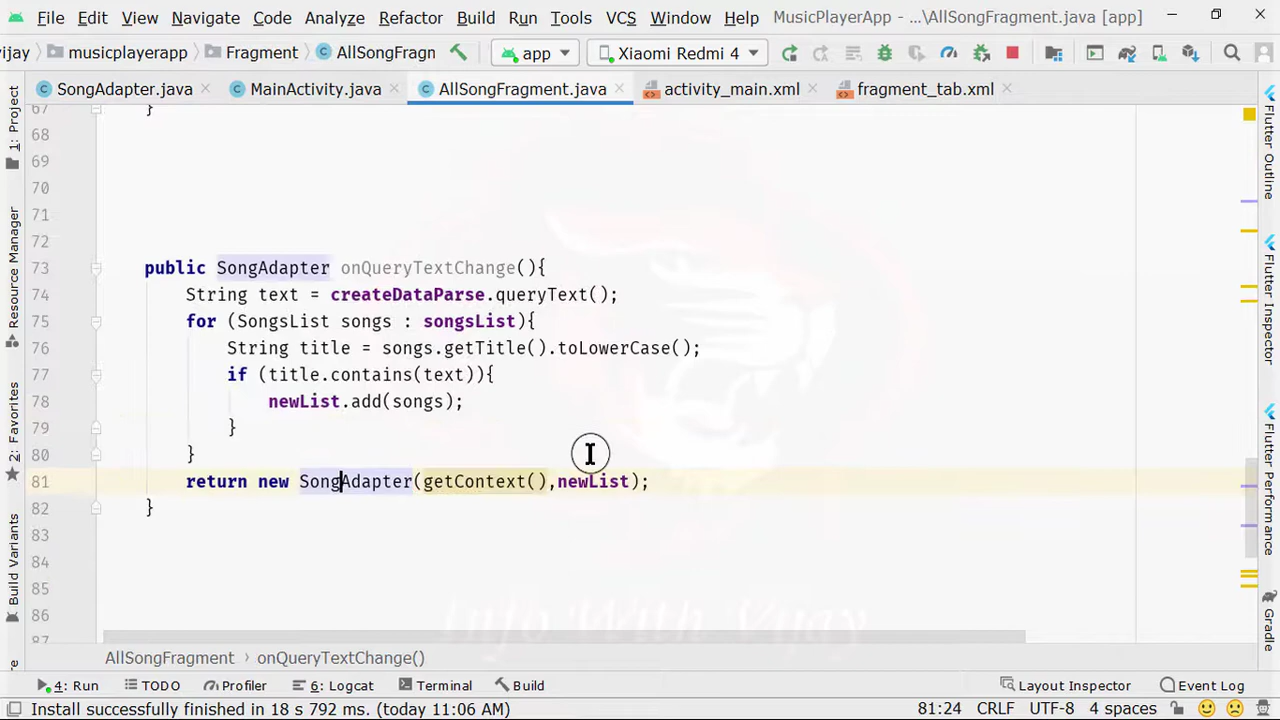 File Edit View Navigate Code Analyze Refactor Build Run Tools VCS Window Help MusicPlayerApp - ...\AllSongFragment.java [app]
vijay musicplayerapp Fragment AllSongFragn app Xiaomi Redmi 4
SongAdapter.java MainActivity.java AllSongFragment.java activity_main.xml fragment_tab.xml
67 }
68
69
70
71
72
73 public SongAdapter onQueryTextChange(){
74 String text = createDataParse.queryText();
75 for (SongsList songs : songsList){
76 String title = songs.getTitle().toLowerCase();
77 if (title.contains(text)){
78 newList.add(songs);
79 }
80 }
81 return new SongAdapter(getContext(),newList);
82 }
83
84
85
86
87
Info With Vijay
1: Project
Resource Manager
2: Favorites
Build Variants
Flutter Outline
Flutter Inspector
Flutter Performance
Gradle
AllSongFragment onQueryTextChange()
4: Run TODO Profiler 6: Logcat Terminal Build Layout Inspector Event Log
Install successfully finished in 18 s 792 ms. (today 11:06 AM) 81:24 CRLF UTF-8 4 spaces